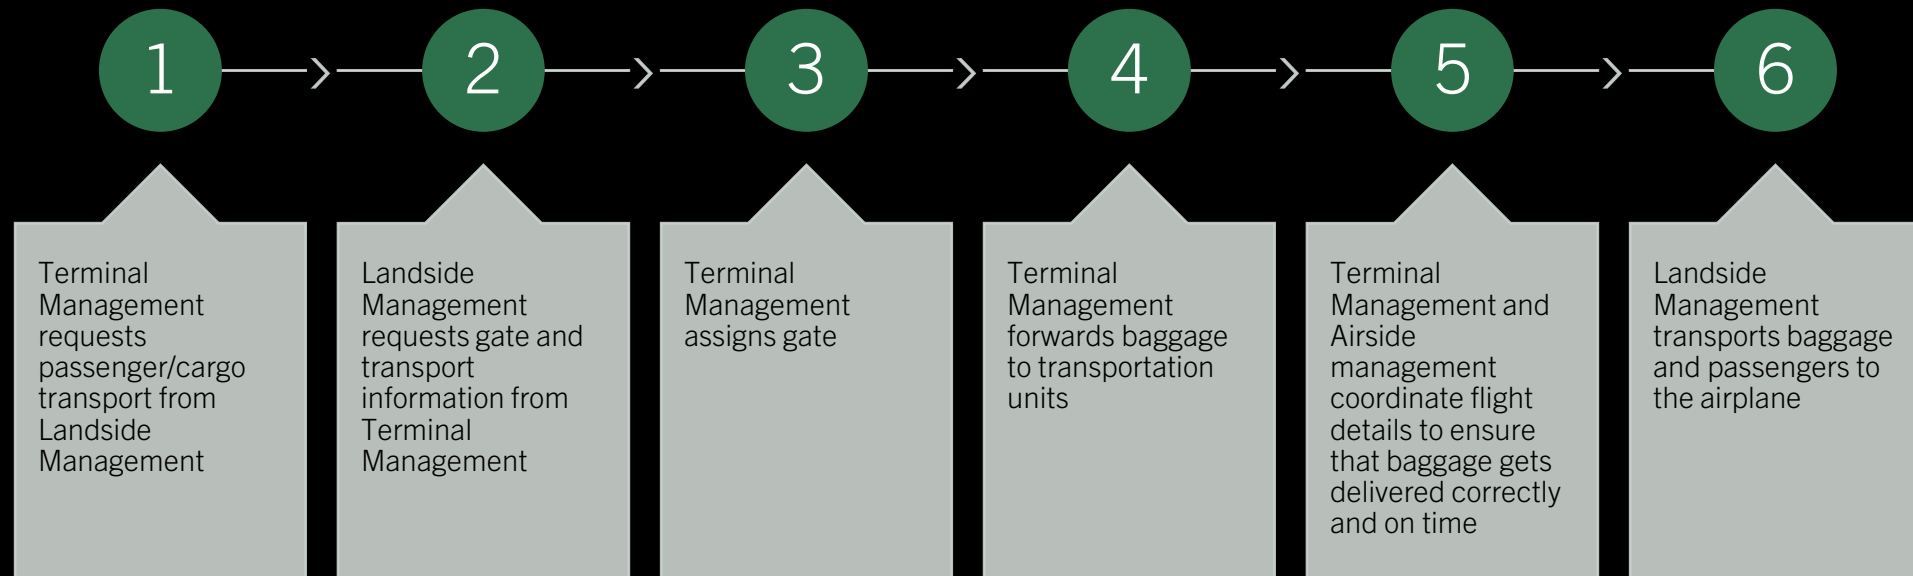 1
2
3
4
5
6
Terminal
Management
requests
passenger/cargo
transport from
Landside
Management
Landside
Management
requests gate and
transport
information from
Terminal
Management
Terminal
Management
assigns gate
Terminal
Management
forwards baggage
to transportation
units
Terminal
Management and
Airside
management
coordinate flight
details to ensure
that baggage gets
delivered correctly
and on time
Landside
Management
transports baggage
and passengers to
the airplane